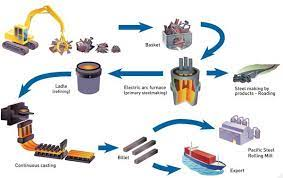 Basket
Ladle
(refining)
Electric arc furnace
(primary steelmaking)
Steel making by
products - Roading
Pacific Steel
Rolling Mill
Continuous casting
Billet
Export